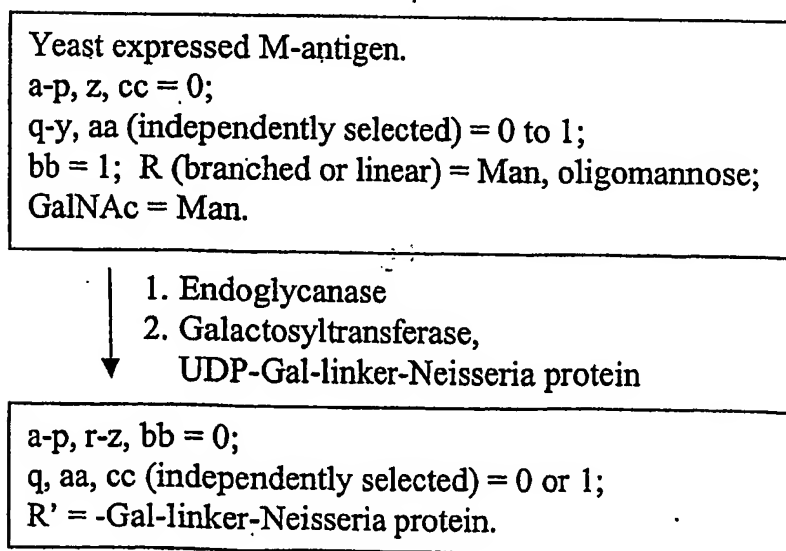 Yeast expressed M-antigen.
a-p, z, cc = 0;
q-y, aa (independently selected) = 0 to 1;
bb = 1; R (branched or linear) = Man, oligomannose;
GalNAc = Man.
1. Endoglycanase
2. Galactosyltransferase,
UDP-Gal-linker-Neisseria protein
a-p, r-z, bb = 0;
q, aa, cc (independently selected) = 0 or 1;
R' = -Gal-linker-Neisseria protein.